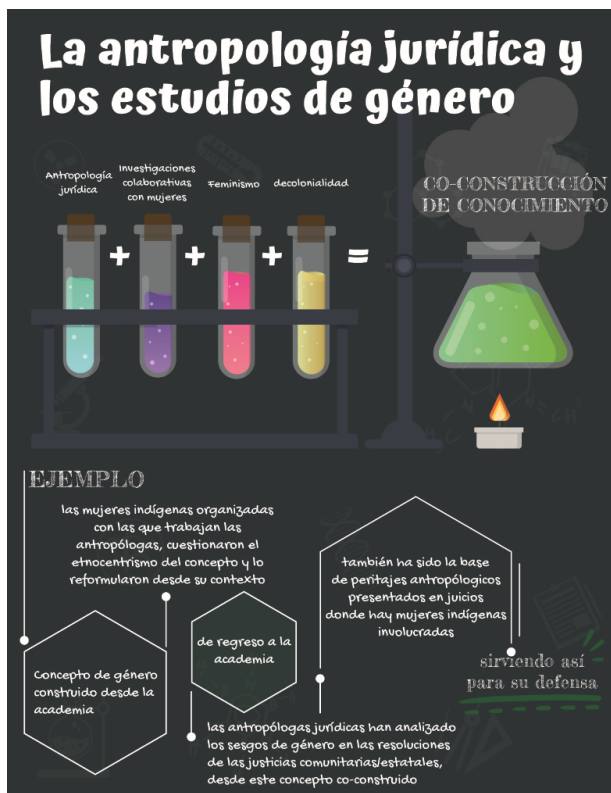 La antropología jurídica y
los estudios de género
Antropología
jurídica
Investigaciones
colaborativas
con mujeres
Feminismo
decolonialidad
+ + + =
CO-CONSTRUCCIÓN
DE CONOCIMIENTO
EJEMPLO
las mujeres indígenas organizadas
con las que trabajan las
antropólogas, cuestionaron el
etnocentrismo del concepto y lo
reformularon desde su contexto
Concepto de género
construido desde la
academia
de regreso a la
academia
también ha sido la base
de peritajes antropólogicos
presentados en juicios
donde hay mujeres indígenas
involucradas
sirviendo así
para su defensa
las antropólogas jurídicas han analizado
los sesgos de género en las resoluciones
de las justicias comunitarias/estatales,
desde este concepto co-construido